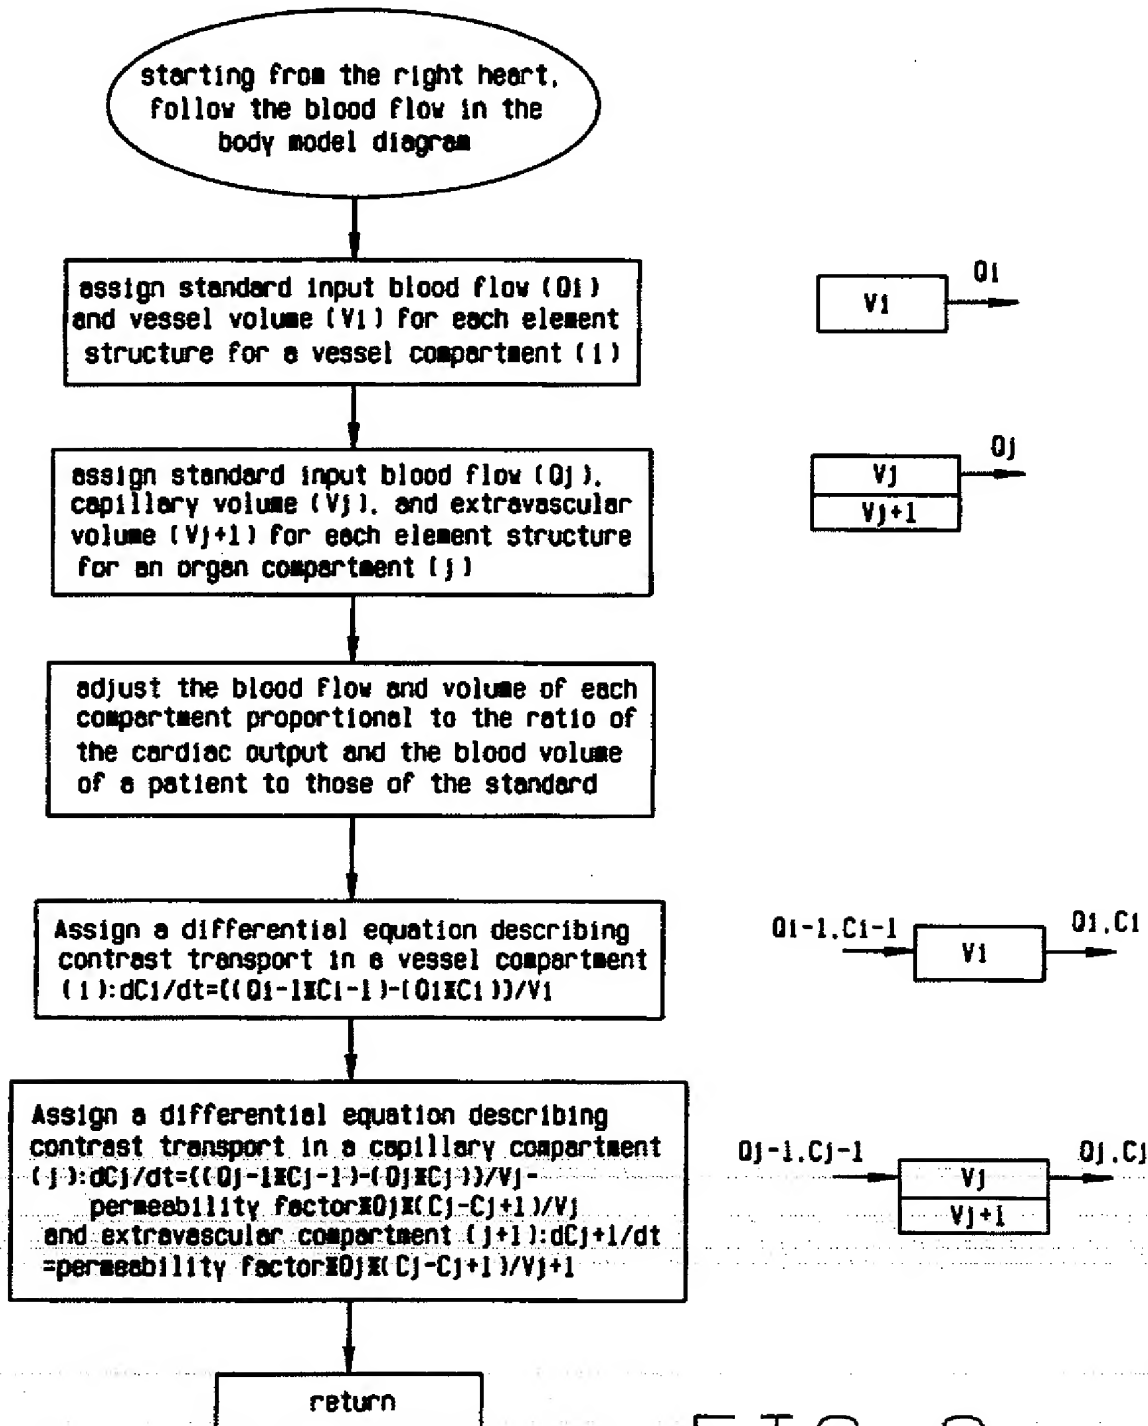 starting from the right heart,
follow the blood flow in the
body model diagram
assign standard input blood flow (Qi)
and vessel volume (Vi) for each element
structure for a vessel compartment (i)
Vi
Qi
assign standard input blood flow (Qj),
capillary volume (Vj), and extravascular
volume (Vj+1) for each element structure
for an organ compartment (j)
Vj
Vj+1
Qj
adjust the blood flow and volume of each
compartment proportional to the ratio of
the cardiac output and the blood volume
of a patient to those of the standard
Assign a differential equation describing
contrast transport in a vessel compartment
(i):dCi/dt=((Qi-1*Ci-1)-(Qi*Ci))/Vi
Qi-1,Ci-1
Vi
Qi,Ci
Assign a differential equation describing
contrast transport in a capillary compartment
(j):dCj/dt=((Qj-1*Cj-1)-(Qj*Cj))/Vj-
permeability factor*Qj*(Cj-Cj+1)/Vj
and extravascular compartment (j+1):dCj+1/dt
=permeability factor*Qj*(Cj-Cj+1)/Vj+1
Qj-1,Cj-1
Vj
Vj+1
Qj,Cj
return